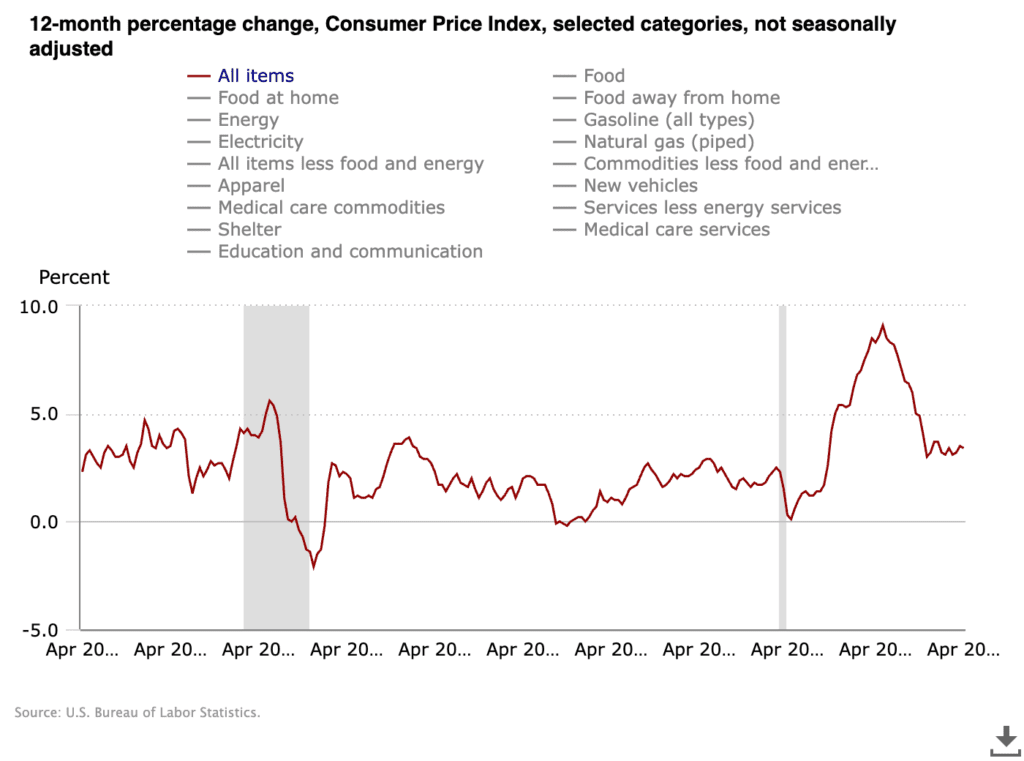 12-month percentage change, Consumer Price Index, selected categories, not seasonally
adjusted
All items
Food
Food at home
Food away from home
Energy
Gasoline (all types)
Electricity
Natural gas (piped)
All items less food and energy
Commodities less food and ener...
Apparel
New vehicles
Medical care commodities
Services less energy services
Shelter
Medical care services
Education and communication
Percent
10.0
5.0
0.0
-5.0
Apr 20... Apr 20... Apr 20... Apr 20... Apr 20... Apr 20... Apr 20... Apr 20... Apr 20... Apr 20... Apr 20...
Source: U.S. Bureau of Labor Statistics.